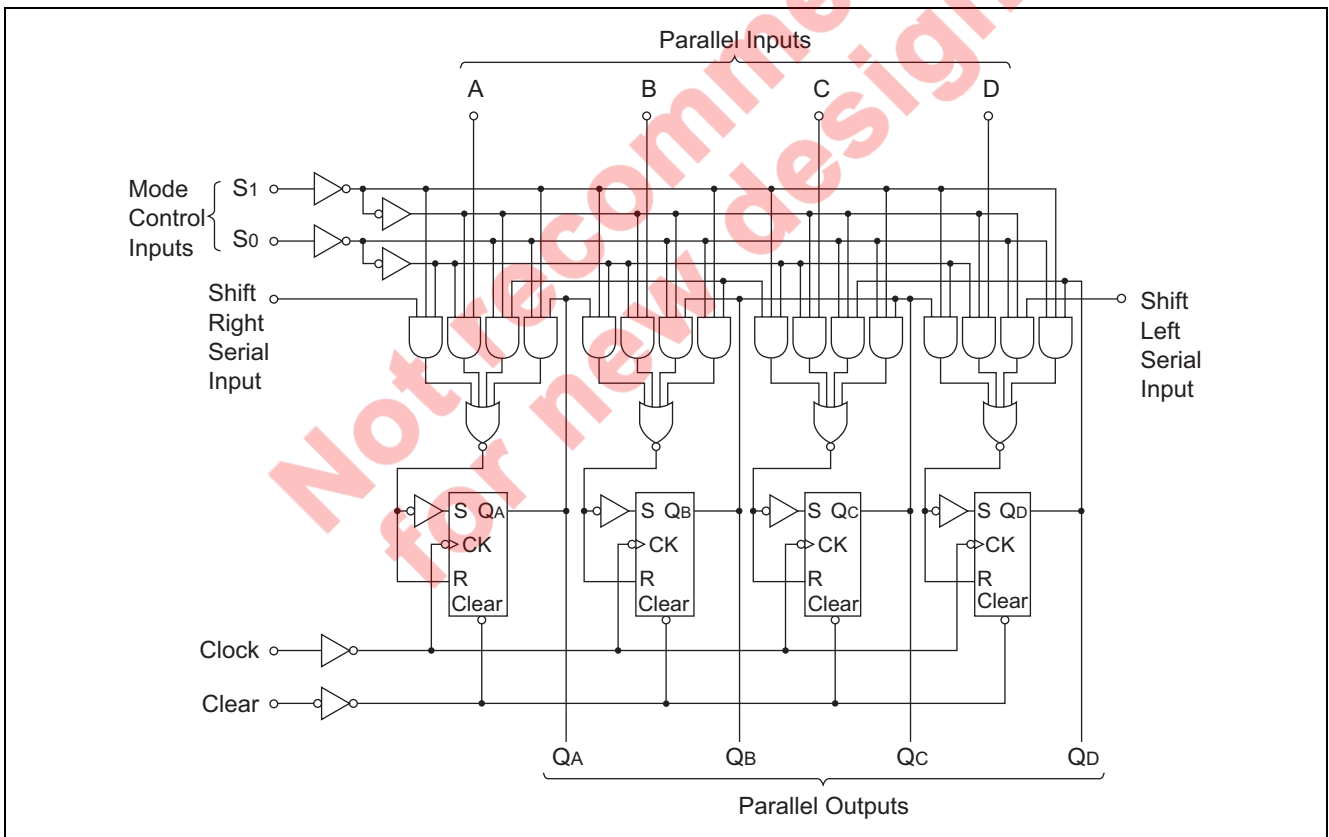 Parallel Inputs
A B C D
Mode
Control
Inputs
S1
S0
Shift
Right
Serial
Input
Shift
Left
Serial
Input
S QA
CK
R
Clear
S QB
CK
R
Clear
S QC
CK
R
Clear
S QD
CK
R
Clear
Clock
Clear
QA QB QC QD
Parallel Outputs
Not recomme
for new design